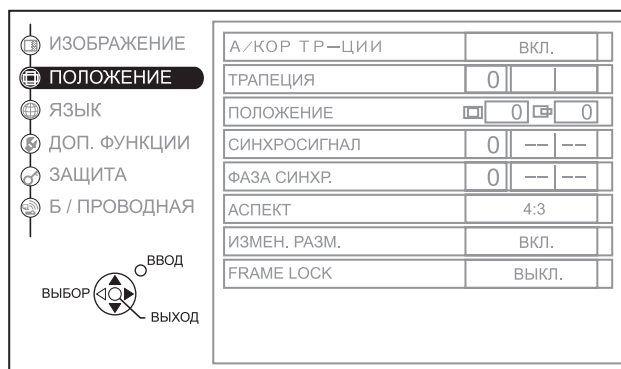 ИЗОБРАЖЕНИЕ
ПОЛОЖЕНИЕ
ЯЗЫК
ДОП. ФУНКЦИИ
ЗАЩИТА
Б / ПРОВОДНАЯ
ВВОД
ВЫБОР
ВЫХОД
А/КОР ТР—ЦИИ ВКЛ.
ТРАПЕЦИЯ 0
ПОЛОЖЕНИЕ 0 0
СИНХРОСИГНАЛ 0 -- --
ФАЗА СИНХР. 0 -- --
АСПЕКТ 4:3
ИЗМЕН. РАЗМ. ВКЛ.
FRAME LOCK ВЫКЛ.